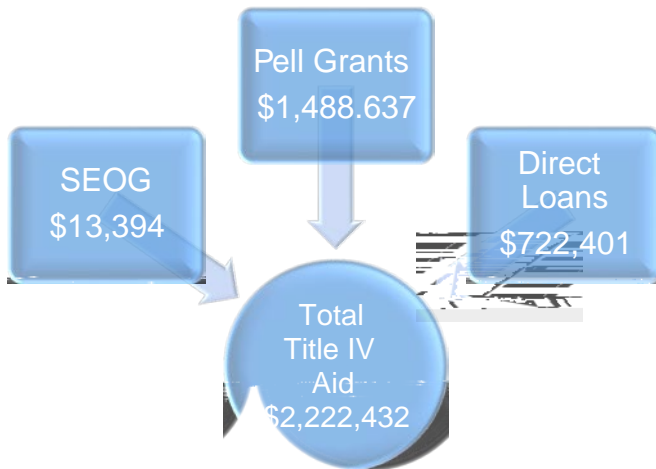 Pell Grants
$1,488.637
SEOG
$13,394
Direct
Loans
$722,401
Total
Title IV
Aid
$2,222,432